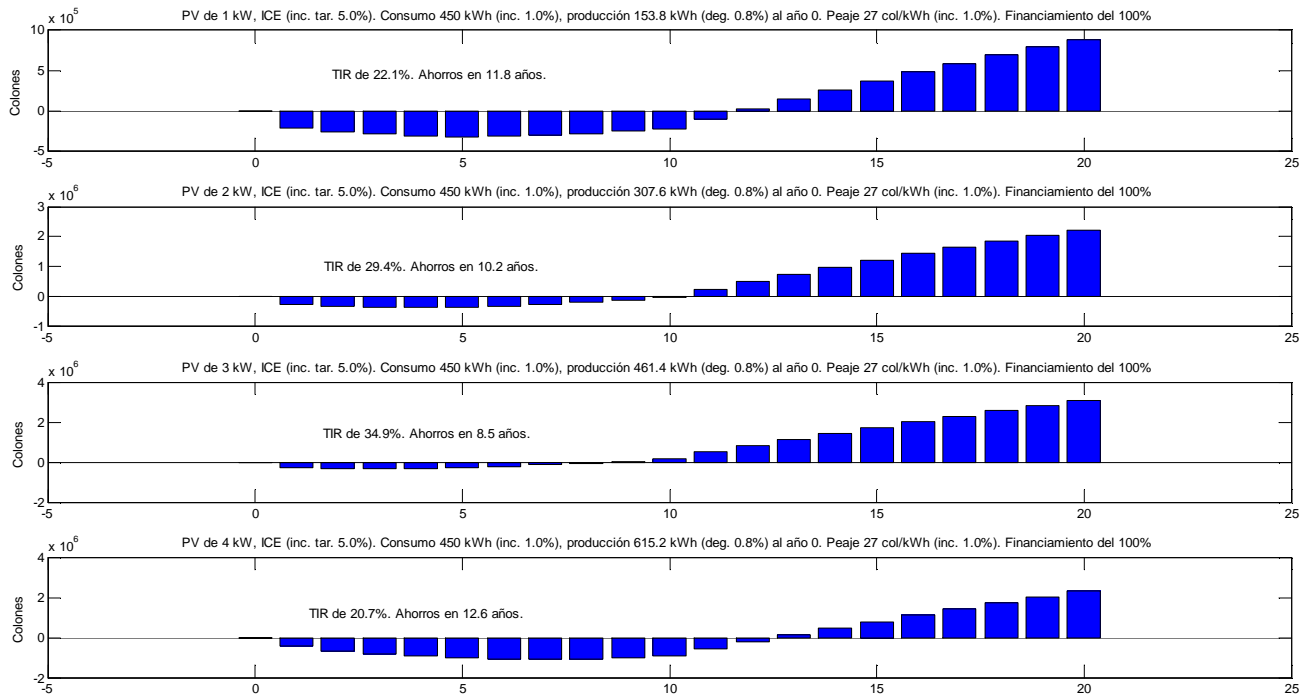 PV de 1 kW, ICE (inc. tar. 5.0%). Consumo 450 kWh (inc. 1.0%), producción 153.8 kWh (deg. 0.8%) al año 0. Peaje 27 col/kWh (inc. 1.0%). Financiamiento del 100%
x 10^5
10
5
0
-5
Colones
TIR de 22.1%. Ahorros en 11.8 años.
-5 0 5 10 15 20 25
PV de 2 kW, ICE (inc. tar. 5.0%). Consumo 450 kWh (inc. 1.0%), producción 307.6 kWh (deg. 0.8%) al año 0. Peaje 27 col/kWh (inc. 1.0%). Financiamiento del 100%
x 10^6
3
2
1
0
-1
Colones
TIR de 29.4%. Ahorros en 10.2 años.
-5 0 5 10 15 20 25
PV de 3 kW, ICE (inc. tar. 5.0%). Consumo 450 kWh (inc. 1.0%), producción 461.4 kWh (deg. 0.8%) al año 0. Peaje 27 col/kWh (inc. 1.0%). Financiamiento del 100%
x 10^6
4
2
0
-2
Colones
TIR de 34.9%. Ahorros en 8.5 años.
-5 0 5 10 15 20 25
PV de 4 kW, ICE (inc. tar. 5.0%). Consumo 450 kWh (inc. 1.0%), producción 615.2 kWh (deg. 0.8%) al año 0. Peaje 27 col/kWh (inc. 1.0%). Financiamiento del 100%
x 10^6
4
2
0
-2
Colones
TIR de 20.7%. Ahorros en 12.6 años.
-5 0 5 10 15 20 25